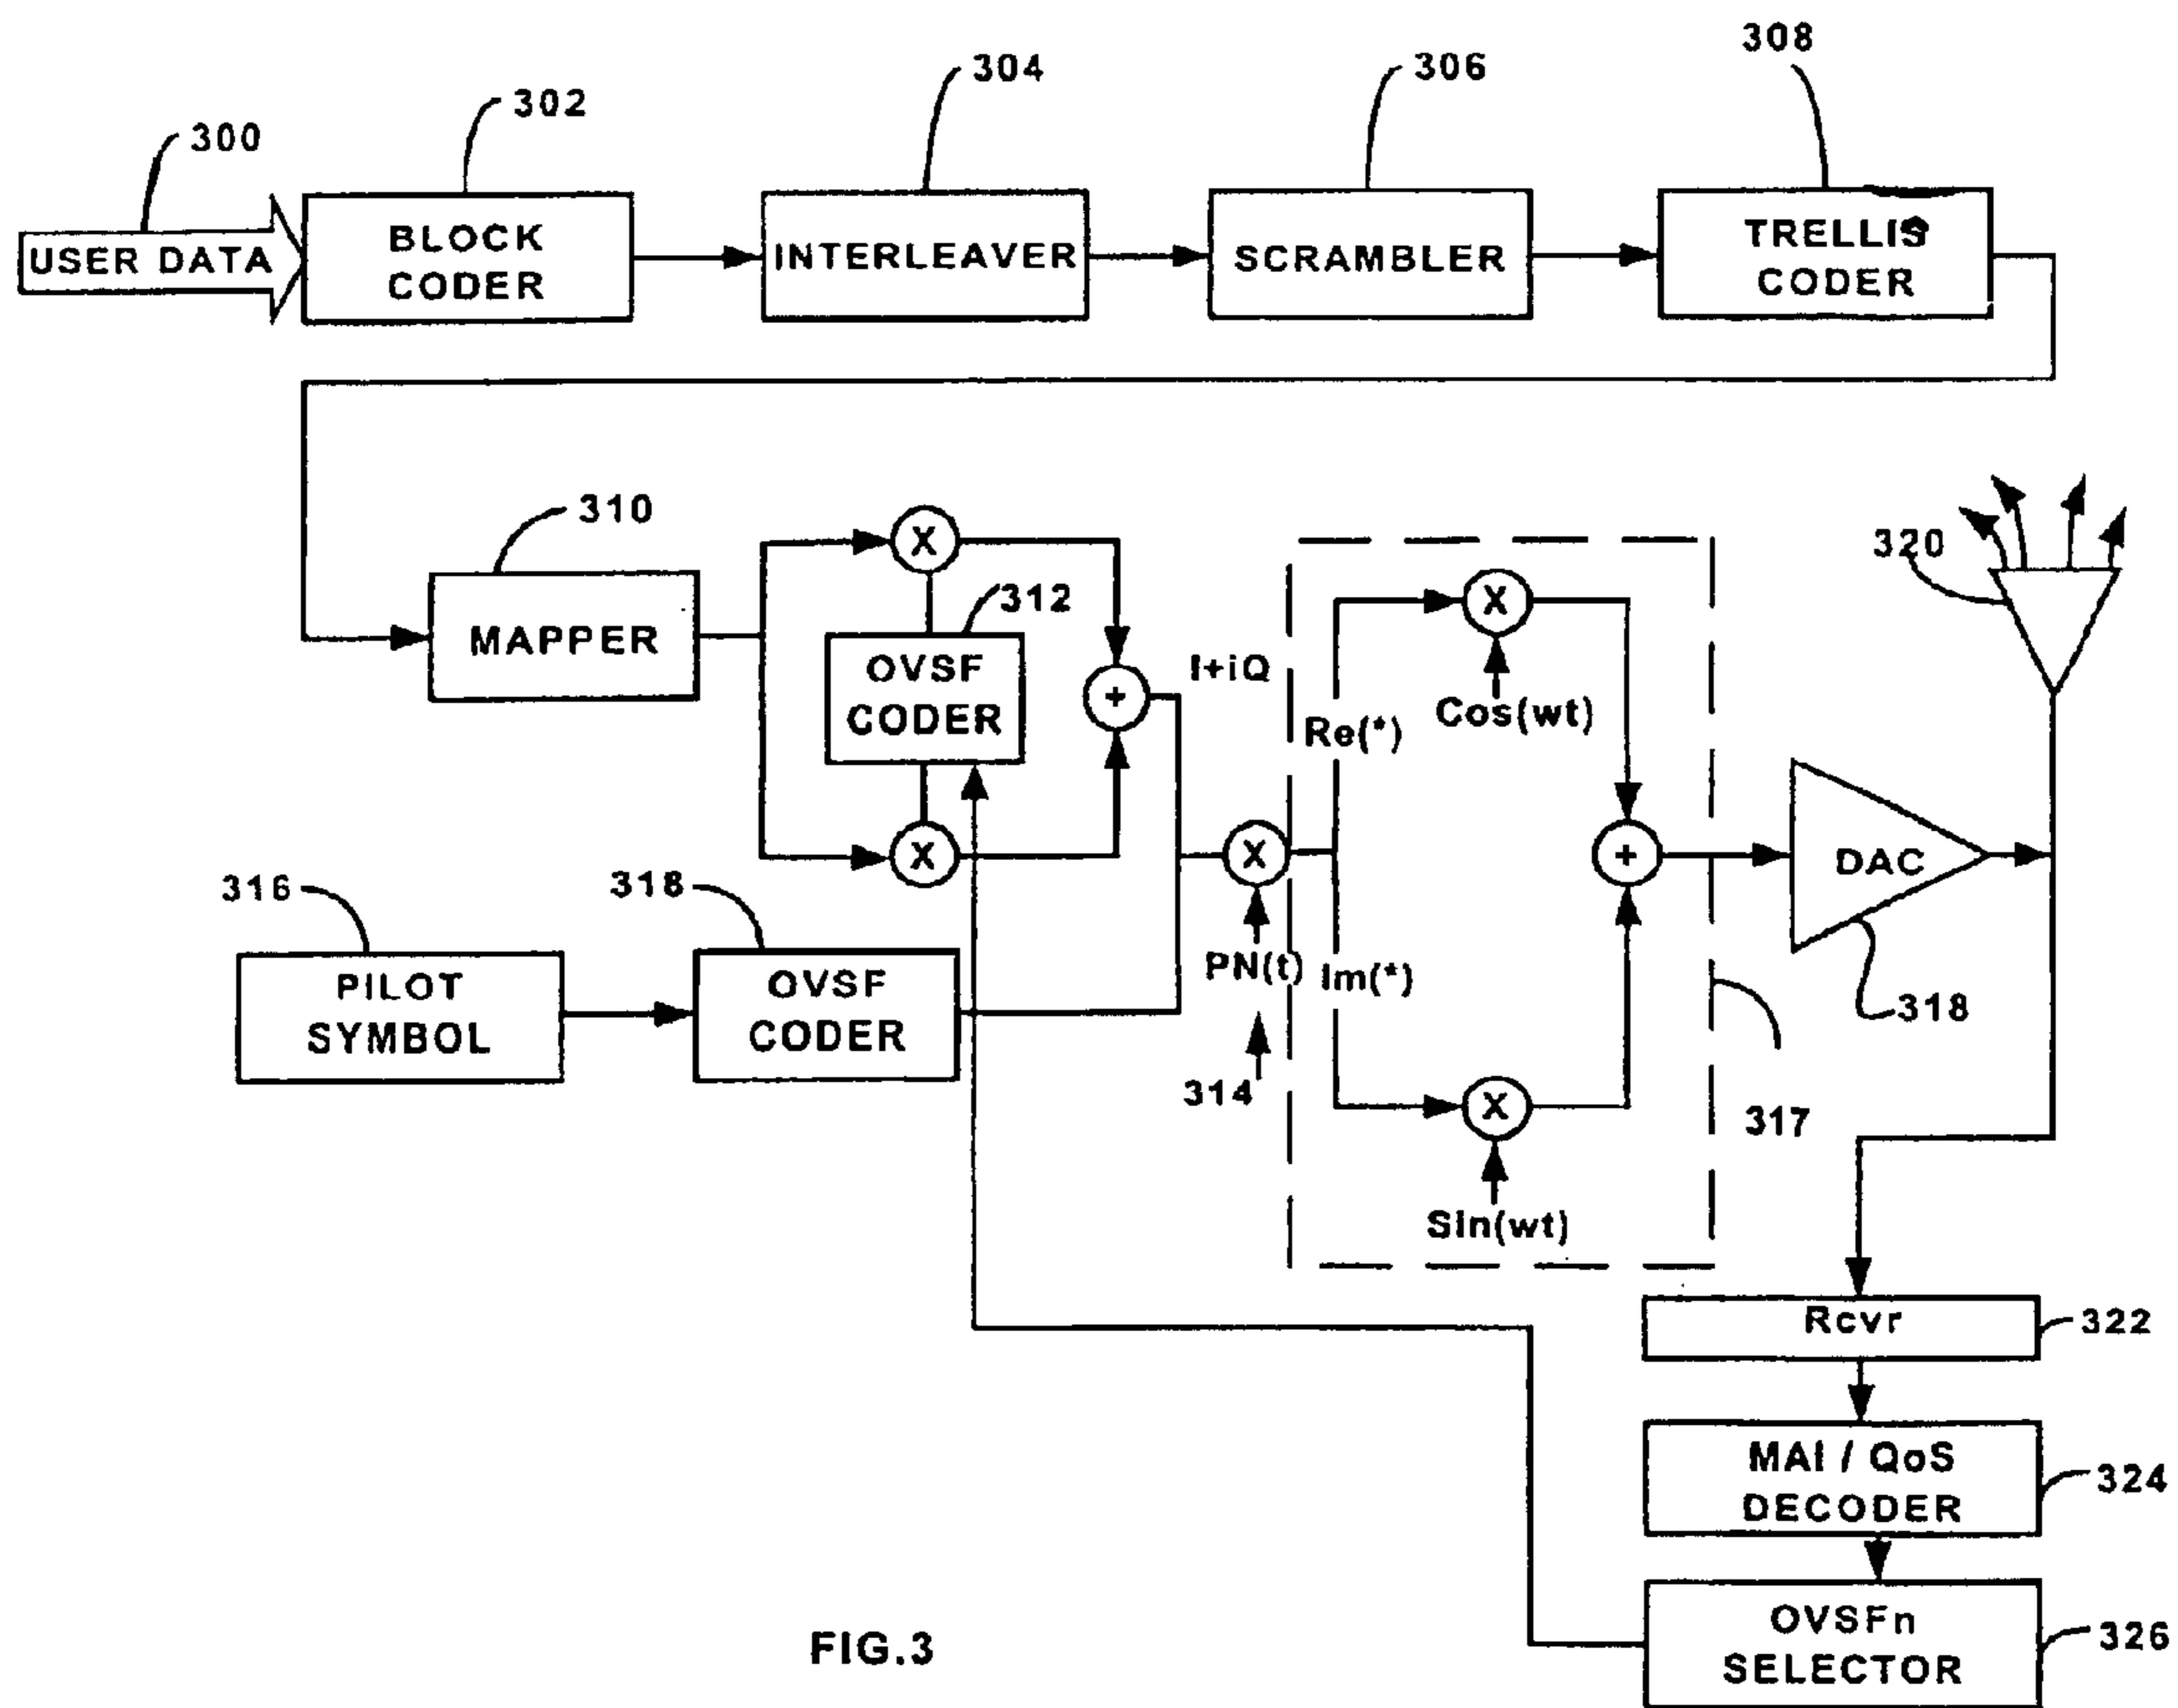 308
304
306
302
300
USER DATA
BLOCK
CODER
INTERLEAVER
SCRAMBLER
TRELLIS
CODER
310
320
X
312
X
MAPPER
OVSF
CODER
+
I+iQ
Re(*)
Cos(wt)
X
+
DAC
X
316
318
PILOT
SYMBOL
OVSF
CODER
PN(t)
Im(*)
318
314
X
317
Sin(wt)
Rcvr
322
MAI / QoS
DECODER
324
OVSFn
SELECTOR
326
FIG.3